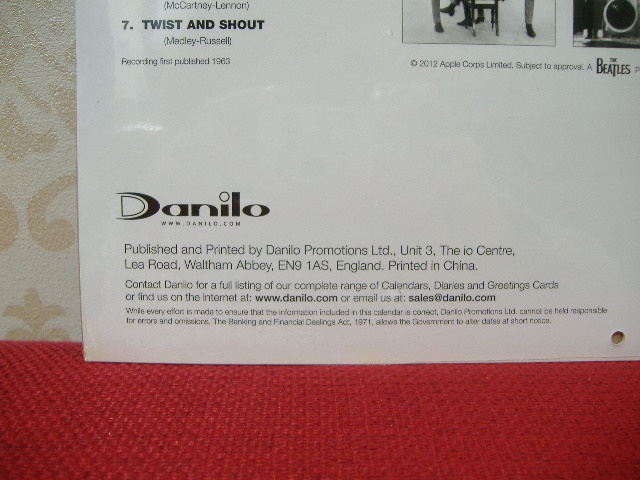 (McCartney-Lennon)
7. TWIST AND SHOUT
(Medley-Russell)
Recording first published 1963
© 2012 Apple Corps Limited. Subject to approval. A THE BEATLES
Danilo
WWW.DANILO.COM
Published and Printed by Danilo Promotions Ltd., Unit 3, The io Centre,
Lea Road, Waltham Abbey, EN9 1AS, England. Printed in China.
Contact Danilo for a full listing of our complete range of Calendars, Diaries and Greetings Cards
or find us on the internet at: www.danilo.com or email us at: sales@danilo.com
While every effort is made to ensure that the information included in this calendar is correct, Danilo Promotions Ltd. cannot be held responsible
for errors and omissions. The Banking and Financial Dealings Act, 1971, allows the Government to alter dates at short notice.